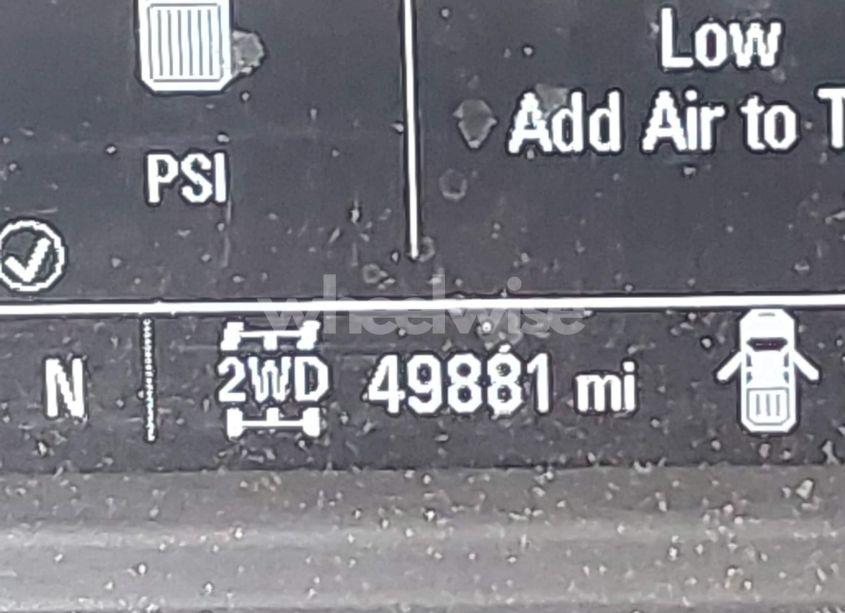 Low
Add Air to T
PSI
wheelwise
N 2WD 49881 mi